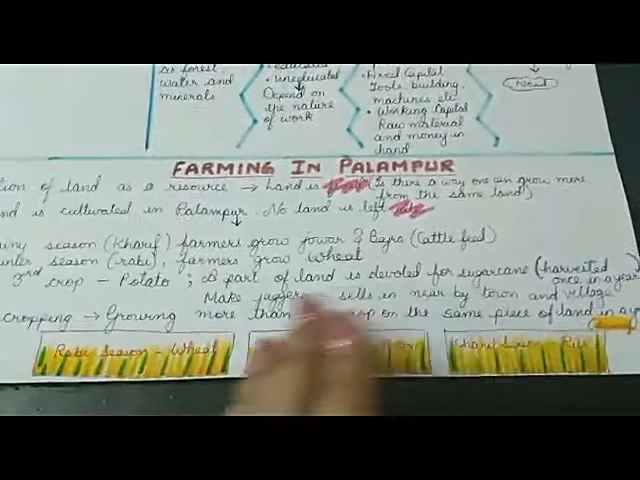 as forest,
water and
minerals
• uneducated
Depend on
the nature
of work
Fixed Capital
Tools, building,
machines etc
• Working Capital
Raw material
and money in
hand
Need
FARMING IN PALAMPUR
tion of land as a resource → Land is (Is there a way one can grow more
from the same land)
nd is cultivated in Palampur. No land is left
iny season (Kharif) farmers grow jowar & Bajra (Cattle feed)
inter season (rabi), farmers grow wheat
3rd crop - Potato ; A part of land is devoted for sugarcane (harvested
once in a year
Make jaggery sells in near by town and village
cropping → Growing more than on the same piece of land in a y
Rabi Season - Wheat
Kharif Season